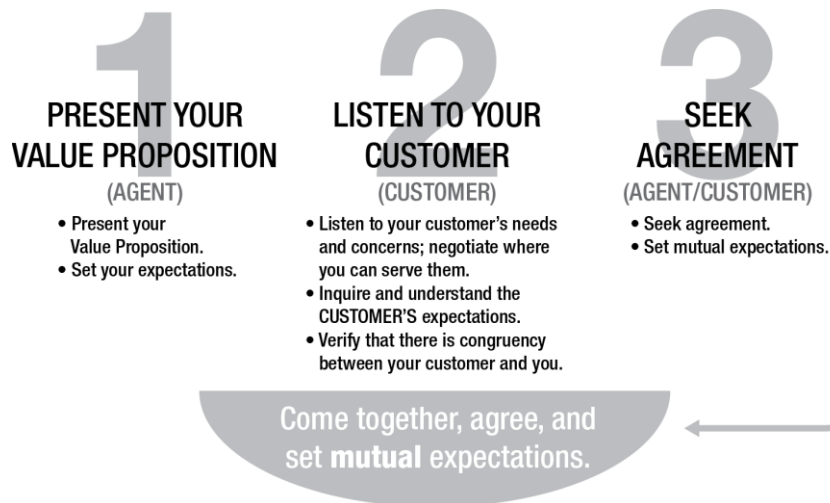 1
PRESENT YOUR
VALUE PROPOSITION
(AGENT)
• Present your
Value Proposition.
• Set your expectations.
2
LISTEN TO YOUR
CUSTOMER
(CUSTOMER)
• Listen to your customer's needs
and concerns; negotiate where
you can serve them.
• Inquire and understand the
CUSTOMER'S expectations.
• Verify that there is congruency
between your customer and you.
3
SEEK
AGREEMENT
(AGENT/CUSTOMER)
• Seek agreement.
• Set mutual expectations.
Come together, agree, and
set mutual expectations.